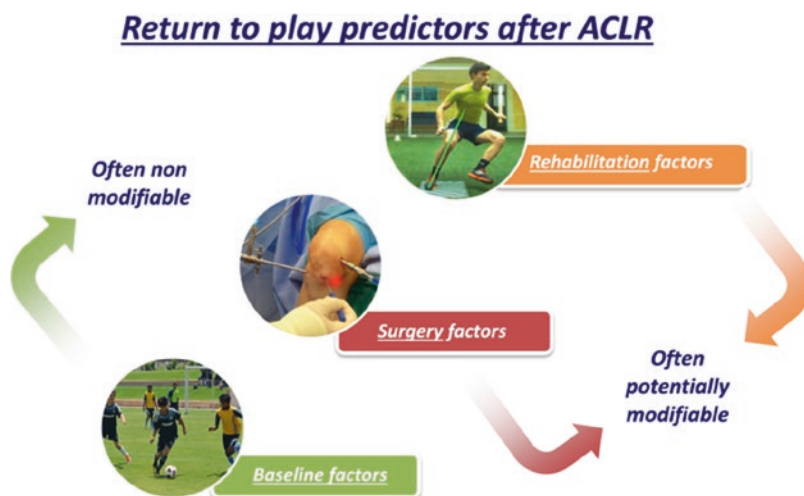 Return to play predictors after ACLR
Rehabilitation factors
Often non
modifiable
Surgery factors
Often
potentially
modifiable
Baseline factors